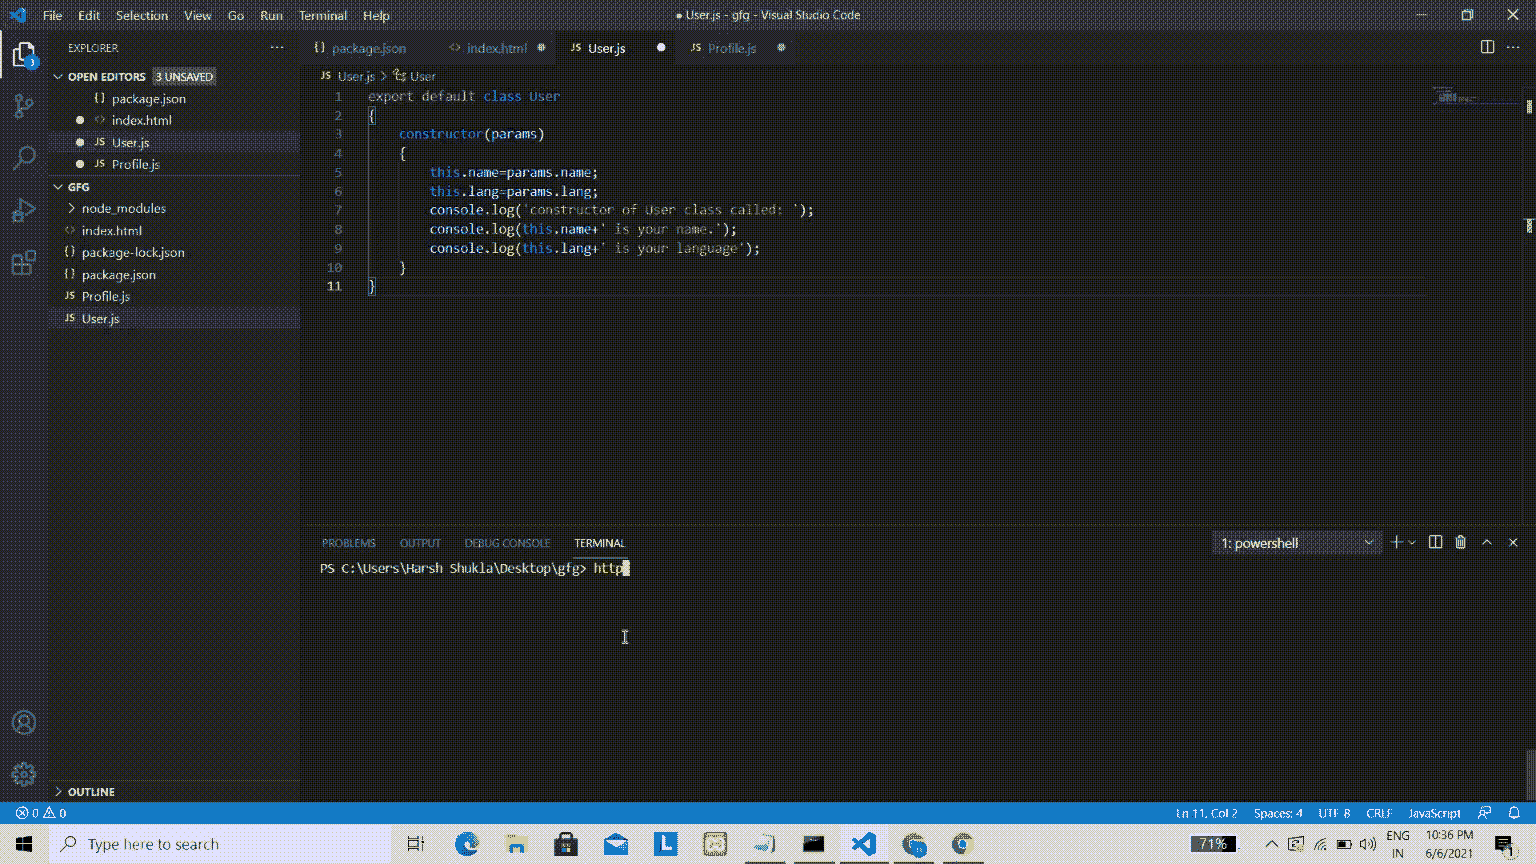 File Edit Selection View Go Run Terminal Help
● User.js - gfg - Visual Studio Code
EXPLORER
OPEN EDITORS 3 UNSAVED
{} package.json
<> index.html
JS User.js
JS Profile.js
GFG
node_modules
<> index.html
{} package-lock.json
{} package.json
JS Profile.js
JS User.js
OUTLINE
3
{} package.json <> index.html JS User.js JS Profile.js
JS User.js > User
1 export default class User
2 {
3 constructor(params)
4 {
5 this.name=params.name;
6 this.lang=params.lang;
7 console.log('constructor of User class called: ');
8 console.log(this.name+' is your name.');
9 console.log(this.lang+' is your language');
10 }
11 }
PROBLEMS OUTPUT DEBUG CONSOLE TERMINAL
1: powershell
PS C:\Users\Harsh Shukla\Desktop\gfg> http
0 0
Ln 11, Col 2 Spaces: 4 UTF 8 CRLF JavaScript
Type here to search
L
71%
ENG
IN
10:36 PM
6/6/2021
1